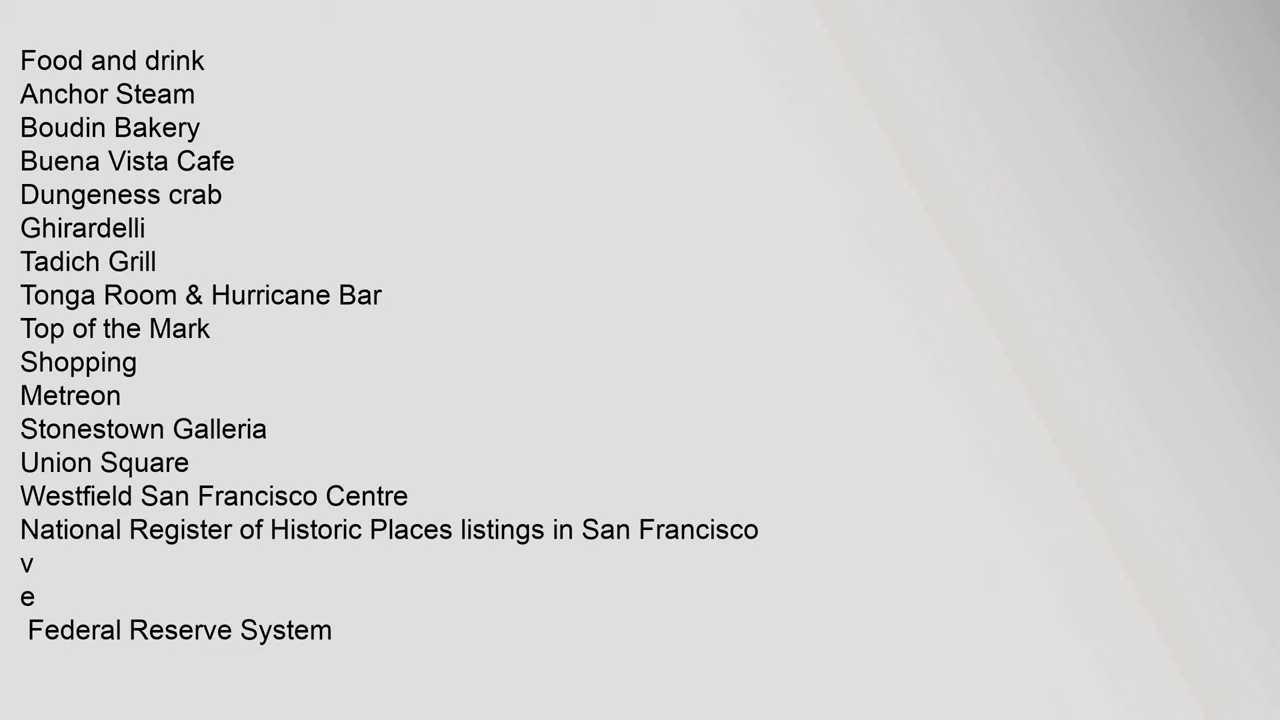 Food and drink
Anchor Steam
Boudin Bakery
Buena Vista Cafe
Dungeness crab
Ghirardelli
Tadich Grill
Tonga Room & Hurricane Bar
Top of the Mark
Shopping
Metreon
Stonestown Galleria
Union Square
Westfield San Francisco Centre
National Register of Historic Places listings in San Francisco
v
e
Federal Reserve System